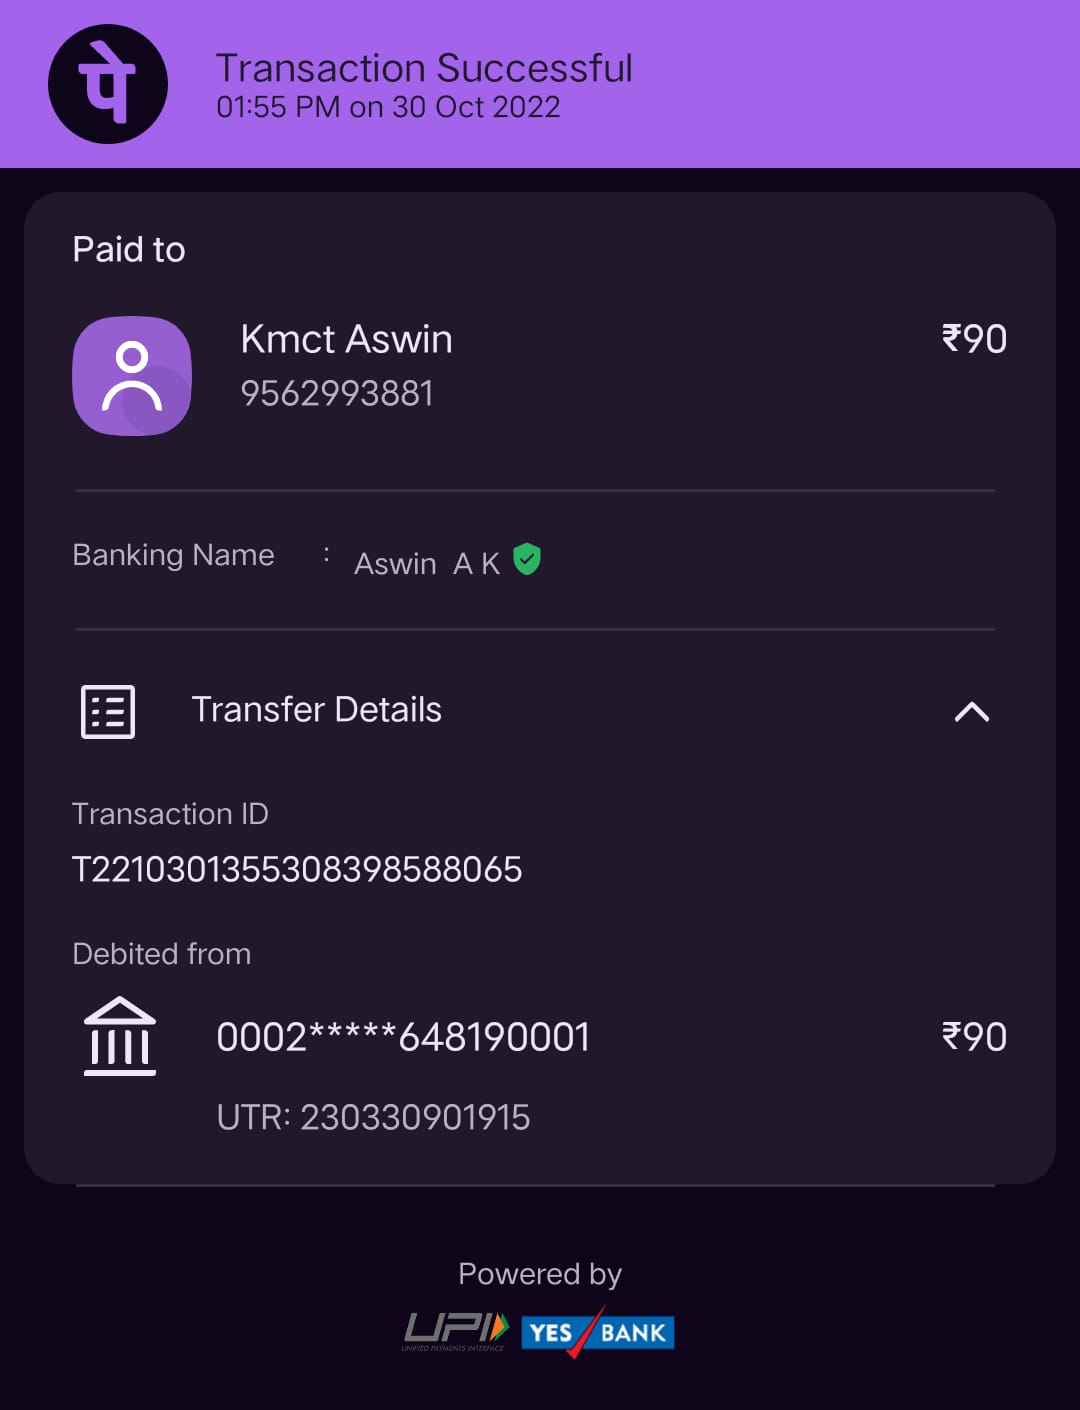 पे
Transaction Successful
01:55 PM on 30 Oct 2022
Paid to
Kmct Aswin
₹90
9562993881
Banking Name : Aswin A K
Transfer Details
Transaction ID
T2210301355308398588065
Debited from
0002*****648190001
₹90
UTR: 230330901915
Powered by
UPI
UNIFIED PAYMENTS INTERFACE
YES BANK